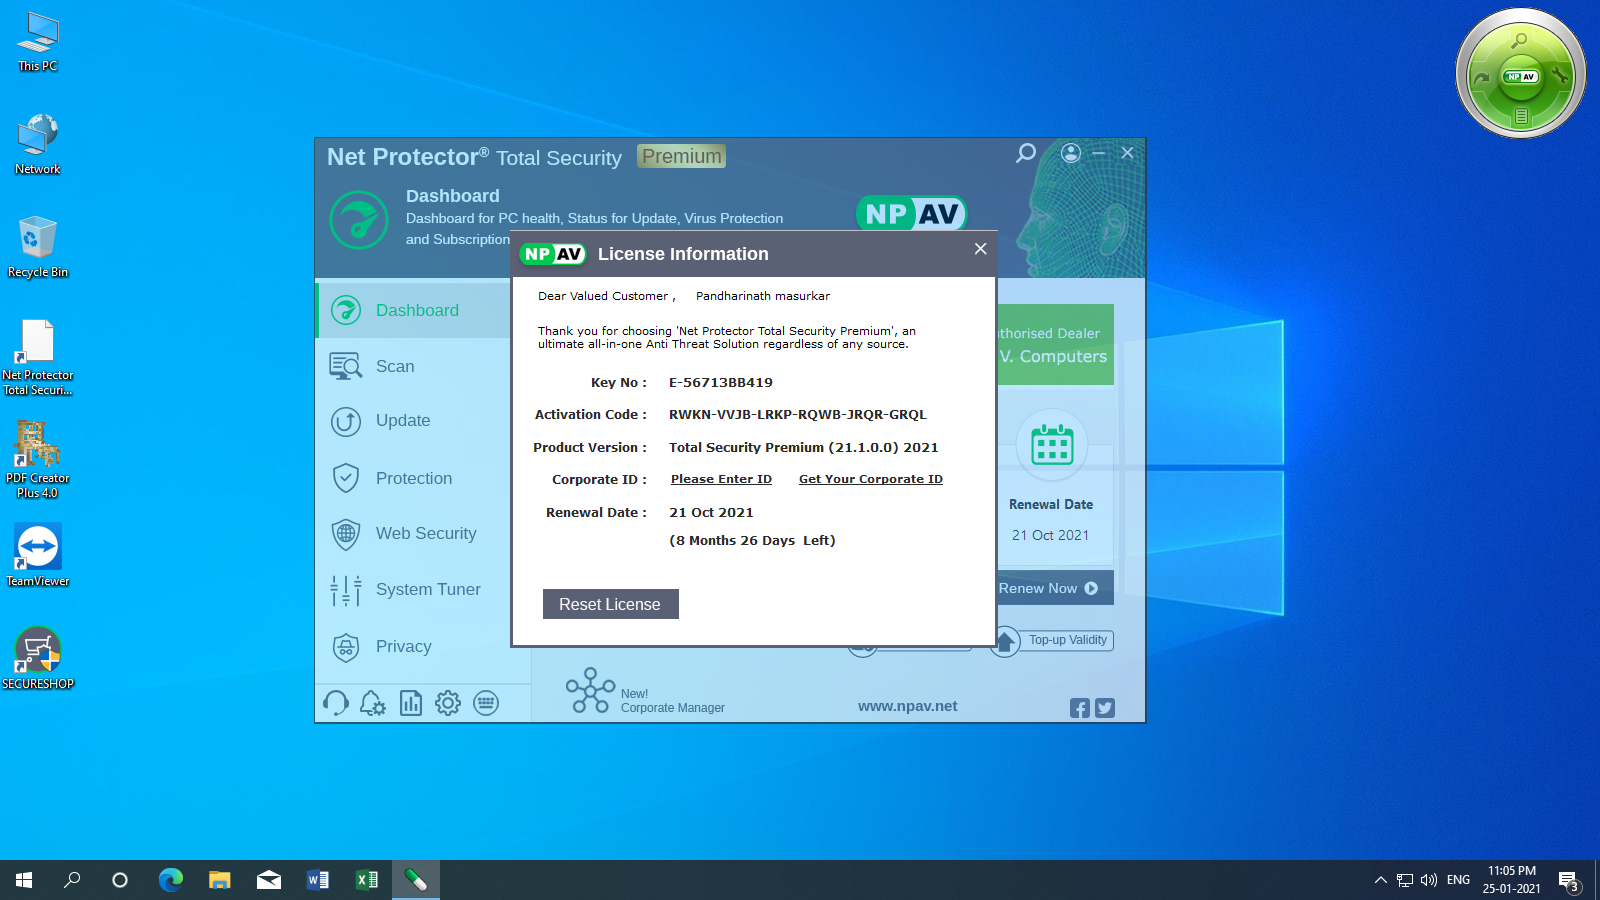 This PC
Network
Recycle Bin
Net Protector
Total Securi...
PDF Creator
Plus 4.0
TeamViewer
SECURESHOP
NP AV
Net Protector® Total Security Premium
Dashboard
Dashboard for PC health, Status for Update, Virus Protection
and Subscription
NP AV
Dashboard
Scan
Update
Protection
Web Security
System Tuner
Privacy
NP AV License Information
Dear Valued Customer , Pandharinath masurkar
Thank you for choosing 'Net Protector Total Security Premium', an
ultimate all-in-one Anti Threat Solution regardless of any source.
Key No : E-56713BB419
Activation Code : RWKN-VVJB-LRKP-RQWB-JRQR-GRQL
Product Version : Total Security Premium (21.1.0.0) 2021
Corporate ID : Please Enter ID Get Your Corporate ID
Renewal Date : 21 Oct 2021
(8 Months 26 Days Left)
Reset License
Dealer
V. Computers
Renewal Date
21 Oct 2021
Renew Now
Top-up Validity
New!
Corporate Manager
www.npav.net
ENG
11:05 PM
25-01-2021
3